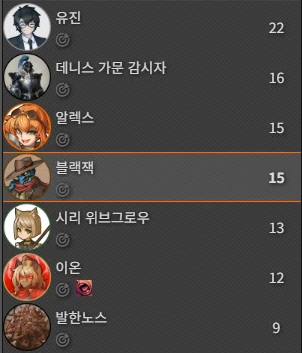 유진 22
데니스 가문 감시자 16
알렉스 15
블랙잭 15
시리 위브그로우 13
이온 12
발한노스 9